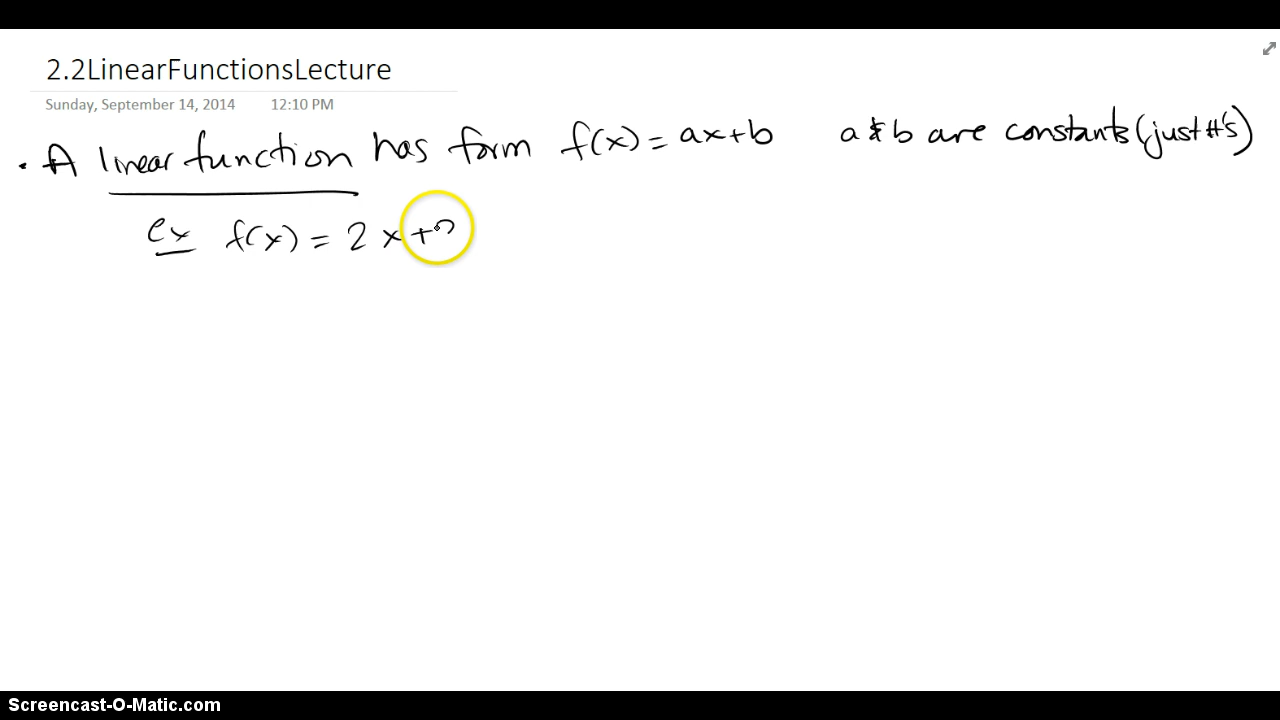 2.2LinearFunctionsLecture
Sunday, September 14, 2014 12:10 PM
• A linear function has form f(x) = ax+b a & b are constants (just #'s)
ex f(x) = 2x+
Screencast-O-Matic.com